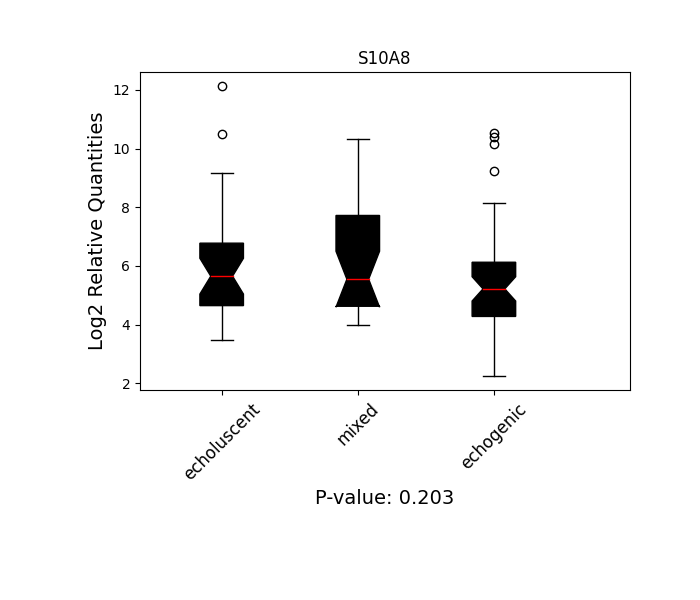 S10A8
Log2 Relative Quantities
12
10
8
6
4
2
echoluscent
mixed
echogenic
P-value: 0.203